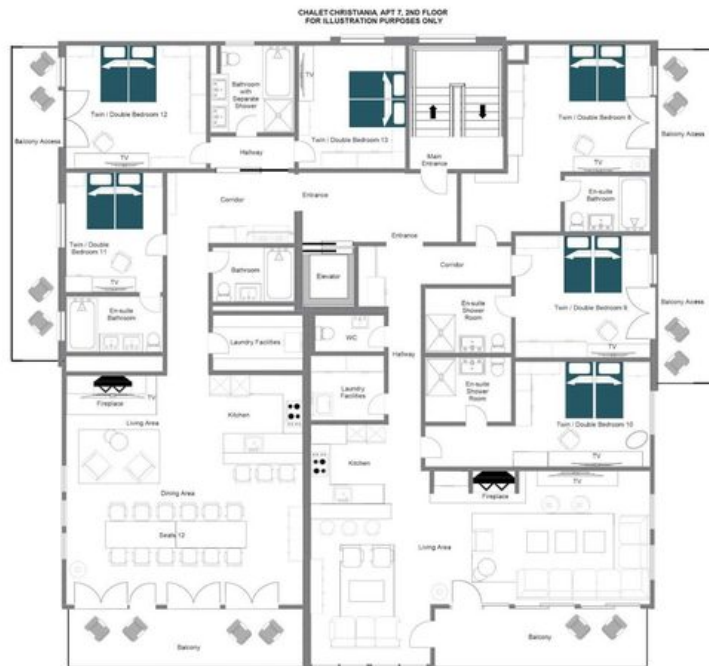 CHALET CHRISTIANIA, APT 7, 2ND FLOOR
FOR ILLUSTRATION PURPOSES ONLY
Twin / Double Bedroom 12
TV
Bathroom
with
Separate
Shower
TV
Twin / Double Bedroom 13
Twin / Double Bedroom 8
TV
Balcony Access
Balcony Access
Hallway
Main
Entrance
Corridor
Entrance
Entrance
En-suite
Bathroom
Twin / Double
Bedroom 11
TV
Bathroom
Elevator
Corridor
Twin / Double Bedroom 9
TV
Balcony Access
En-suite
Bathroom
En-suite
Shower
Room
Laundry Facilities
WC
Hallway
En-suite
Shower
Room
Laundry
Facilities
Twin / Double Bedroom 10
TV
Fireplace
TV
Living Area
Kitchen
Kitchen
Fireplace
TV
Dining Area
Seats 12
Living Area
Balcony
Balcony